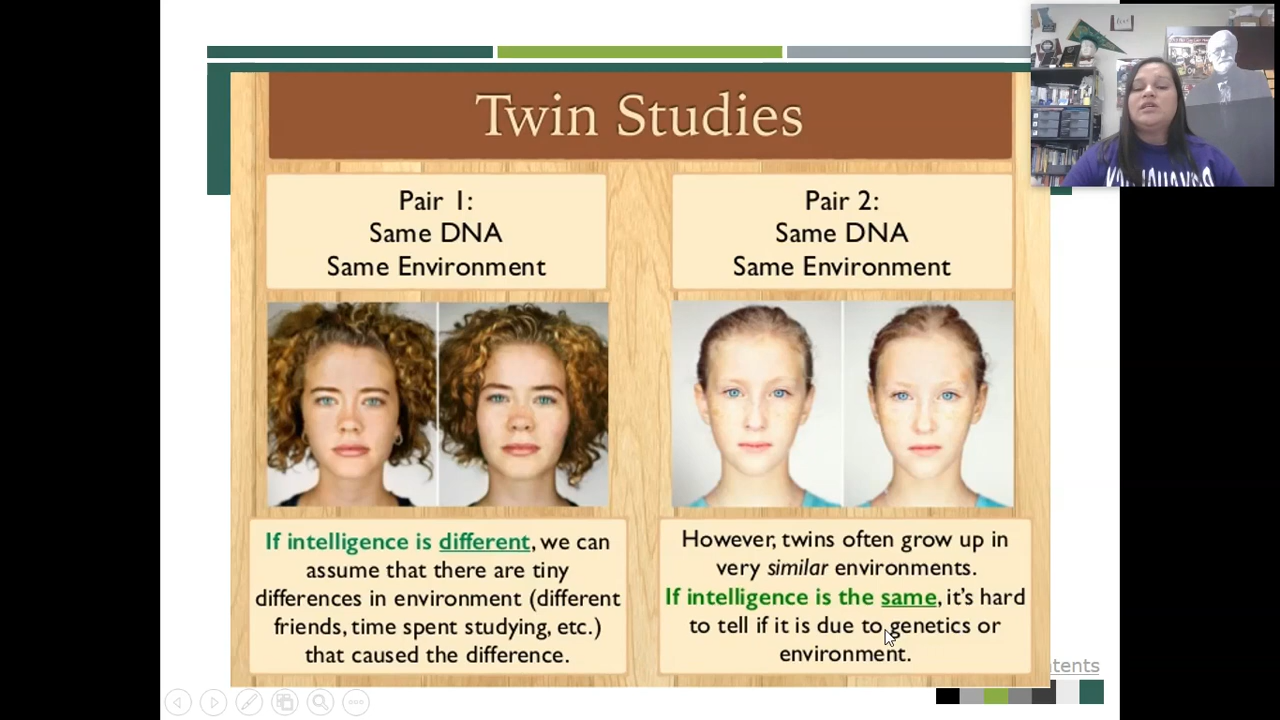 Twin Studies
Pair 1:
Same DNA
Same Environment
Pair 2:
Same DNA
Same Environment
If intelligence is different, we can
assume that there are tiny
differences in environment (different
friends, time spent studying, etc.)
that caused the difference.
However, twins often grow up in
very similar environments.
If intelligence is the same, it's hard
to tell if it is due to genetics or
environment.
tents